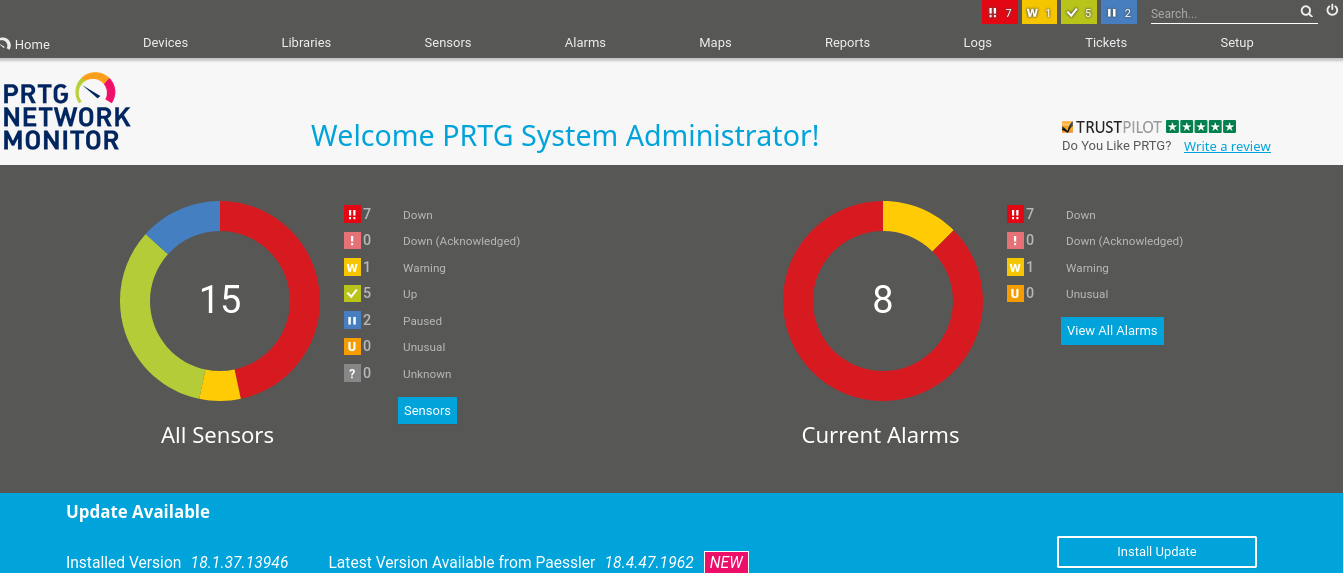 !! 7 W 1 5 2 Search...
Home Devices Libraries Sensors Alarms Maps Reports Logs Tickets Setup
PRTG
NETWORK
MONITOR
Welcome PRTG System Administrator!
TRUSTPILOT
Do You Like PRTG? Write a review
15
!! 7 Down
! 0 Down (Acknowledged)
W 1 Warning
5 Up
2 Paused
U 0 Unusual
? 0 Unknown
Sensors
All Sensors
8
!! 7 Down
! 0 Down (Acknowledged)
W 1 Warning
U 0 Unusual
View All Alarms
Current Alarms
Update Available
Installed Version 18.1.37.13946 Latest Version Available from Paessler 18.4.47.1962 NEW
Install Update